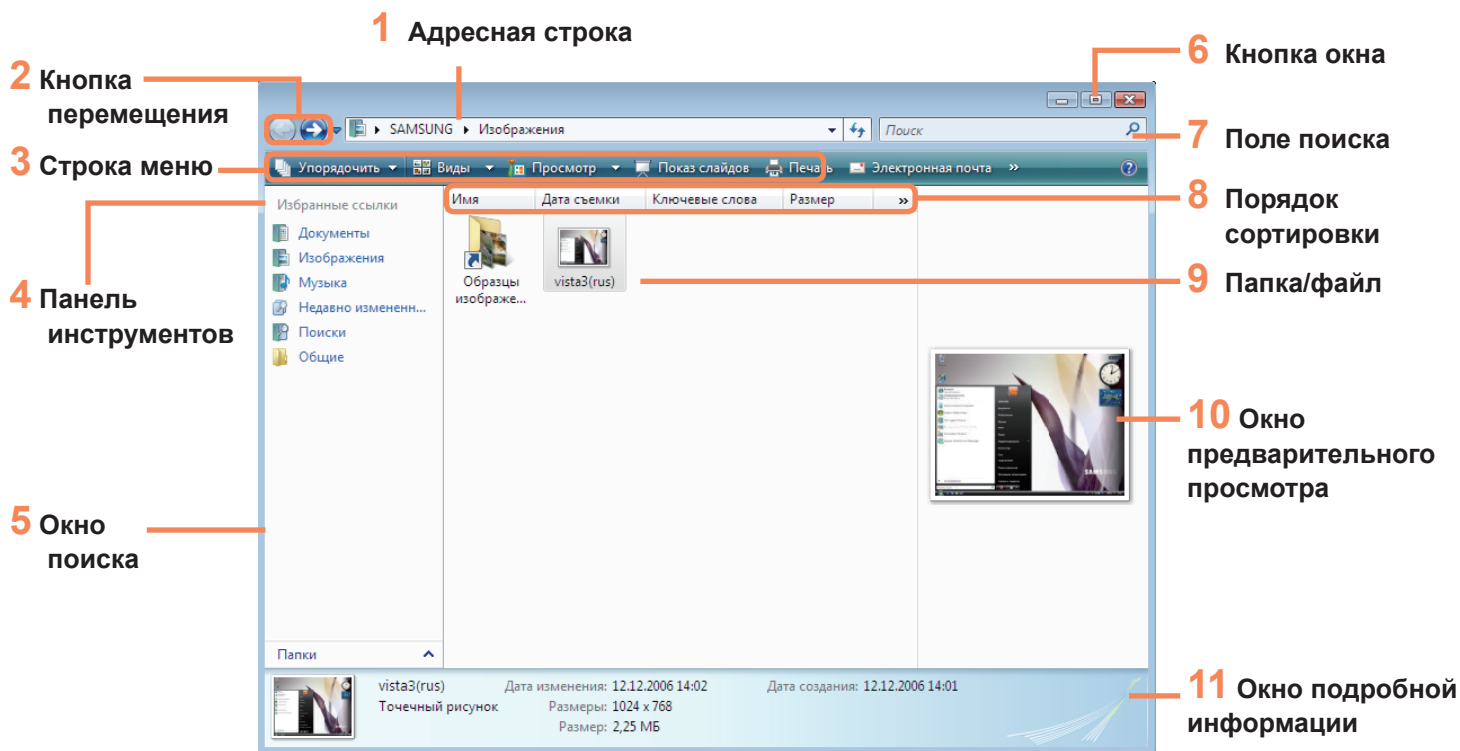 1 Адресная строка
2 Кнопка
перемещения
3 Строка меню
4 Панель
инструментов
5 Окно
поиска
6 Кнопка окна
7 Поле поиска
8 Порядок
сортировки
9 Папка/файл
10 Окно
предварительного
просмотра
11 Окно подробной
информации
SAMSUNG
Изображения
Поиск
Упорядочить
Виды
Просмотр
Показ слайдов
Печать
Электронная почта »
Избранные ссылки
Документы
Изображения
Музыка
Недавно измененн...
Поиски
Общие
Папки
Имя
Дата съемки
Ключевые слова
Размер
»
Образцы
изображе...
vista3(rus)
SAMSUNG
vista3(rus)
Точечный рисунок
Дата изменения: 12.12.2006 14:02
Размеры: 1024 x 768
Размер: 2,25 МБ
Дата создания: 12.12.2006 14:01